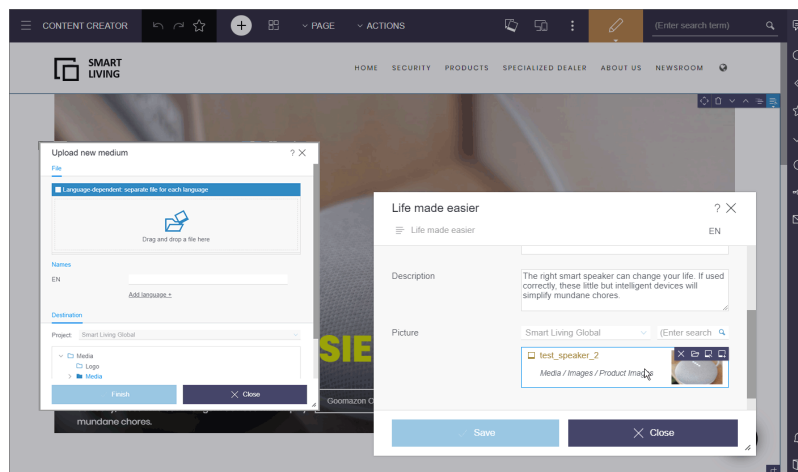 CONTENT CREATOR
PAGE
ACTIONS
(Enter search term)
SMART
LIVING
HOME SECURITY PRODUCTS SPECIALIZED DEALER ABOUT US NEWSROOM
Upload new medium ?
File
Language-dependent: separate file for each language
Drag and drop a file here
Names
EN
Add language +
Destination
Project: Smart Living Global
Media
Logo
Media
Finish
Close
SIE
Goomazon O
mundane chores.
Life made easier ?
Life made easier EN
Description
The right smart speaker can change your life. If used
correctly, these little but intelligent devices will
simplify mundane chores.
Picture
Smart Living Global
(Enter search
test_speaker_2
Media / Images / Product Images
Save
Close